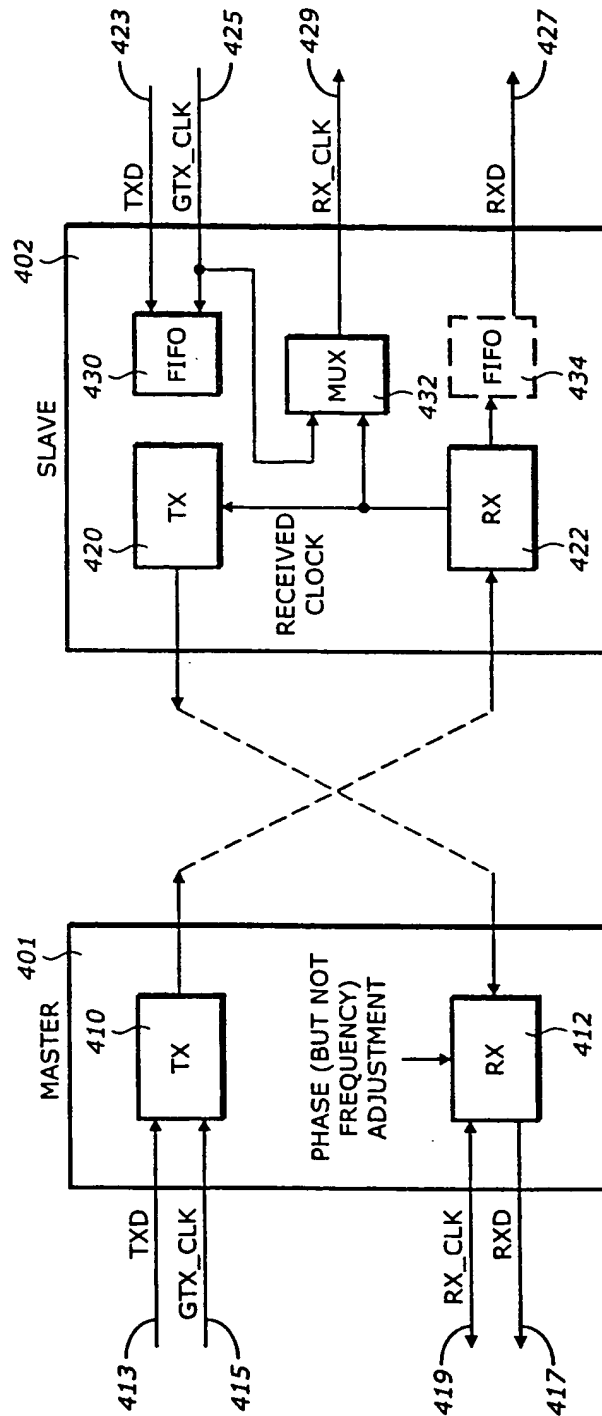 MASTER
401
413
TXD
GTX_CLK
415
410
TX
PHASE (BUT NOT
FREQUENCY)
ADJUSTMENT
419
RX_CLK
RXD
417
RX
412
SLAVE
402
420
TX
430
FIFO
TXD
423
GTX_CLK
425
RECEIVED
CLOCK
MUX
432
RX_CLK
429
RX
422
FIFO
434
RXD
427